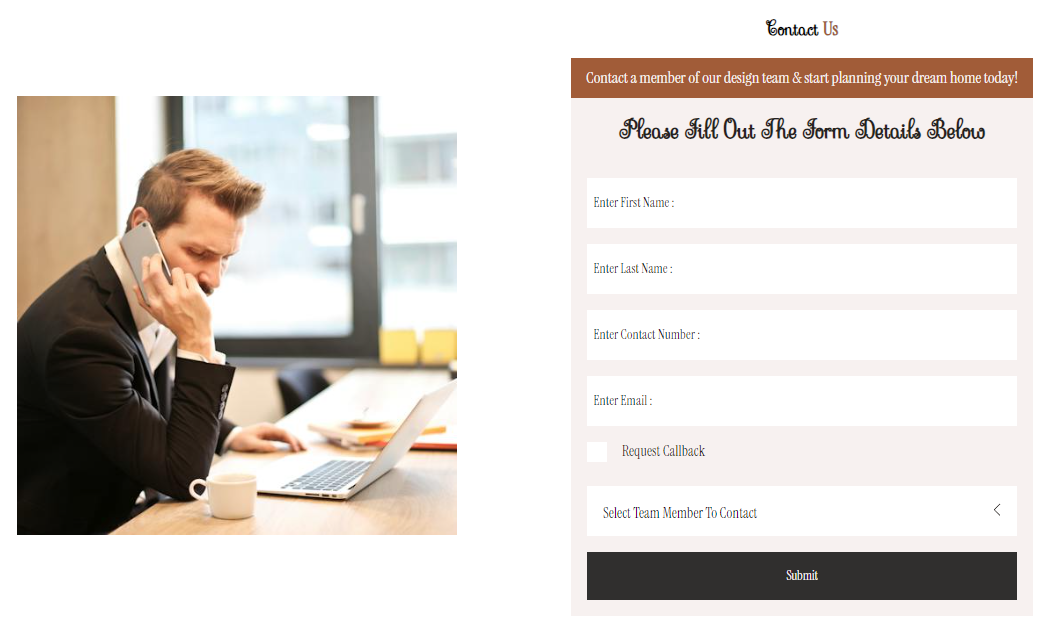 Contact Us
Contact a member of our design team & start planning your dream home today!
Please Fill Out The Form Details Below
Enter First Name :
Enter Last Name :
Enter Contact Number :
Enter Email :
Request Callback
Select Team Member To Contact
Submit